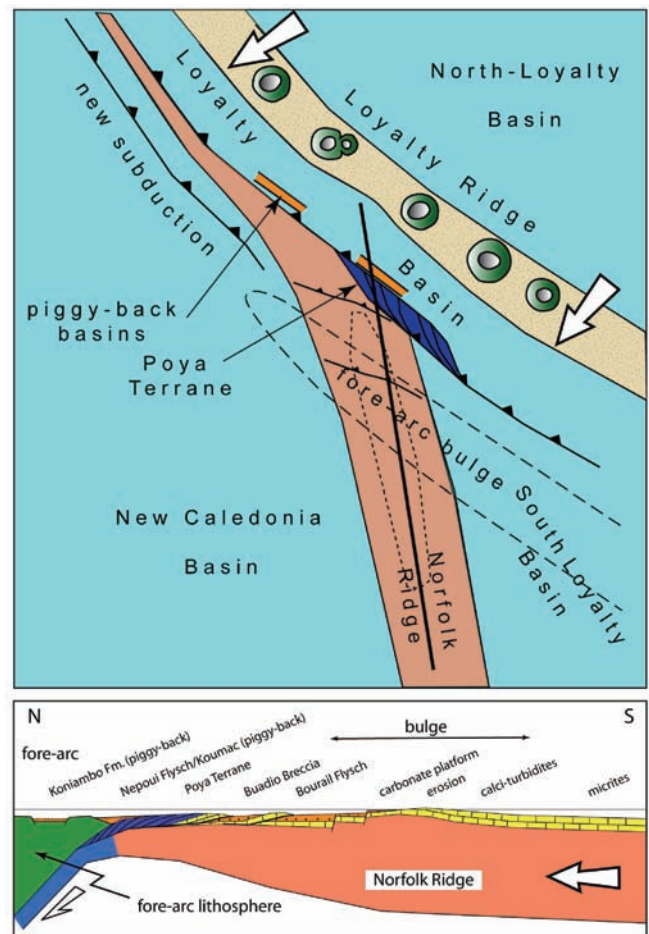 North-Loyalty
Basin
Loyalty
Loyalty Ridge
new subduction
Basin
piggy-back
basins
Poya
Terrane
fore-arc bulge
South Loyalty
Basin
New Caledonia
Basin
Norfolk
Ridge
N
S
fore-arc
bulge
Koniambo Fm. (piggy-back)
Nepoui Flysch/Koumac (piggy-back)
Poya Terrane
Buadio Breccia
Bourail Flysch
carbonate platform
erosion
calci-turbidites
micrites
Norfolk Ridge
fore-arc lithosphere